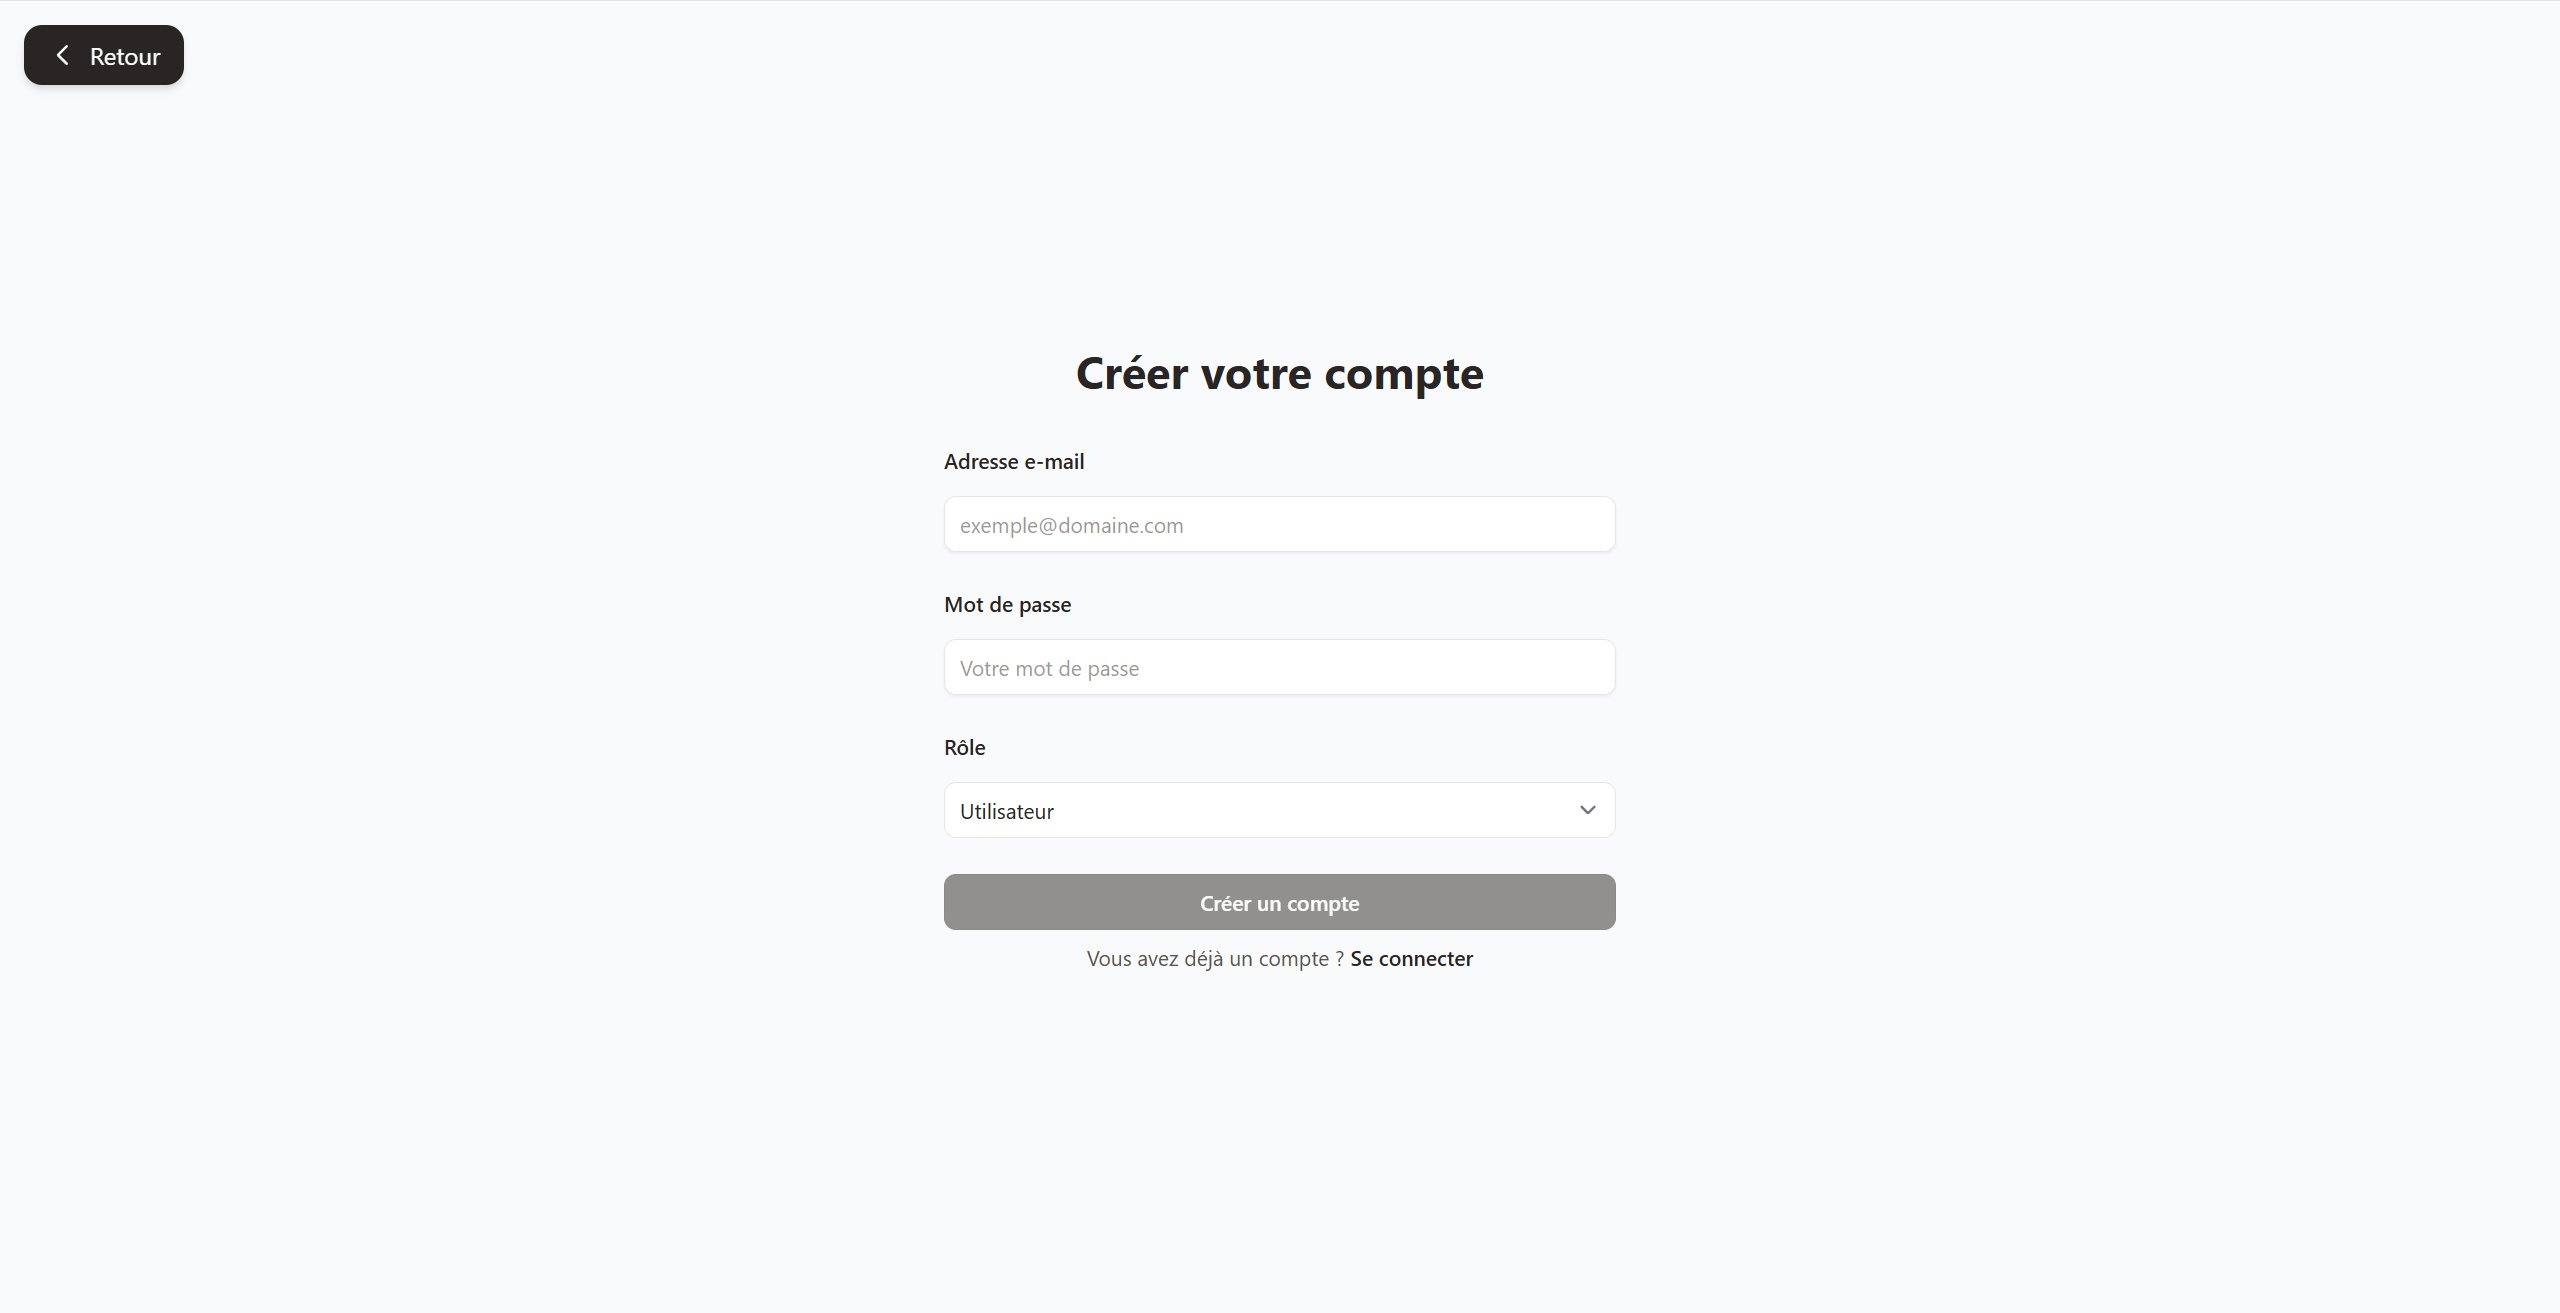 Retour
Créer votre compte
Adresse e-mail
exemple@domaine.com
Mot de passe
Votre mot de passe
Rôle
Utilisateur
Créer un compte
Vous avez déjà un compte ? Se connecter